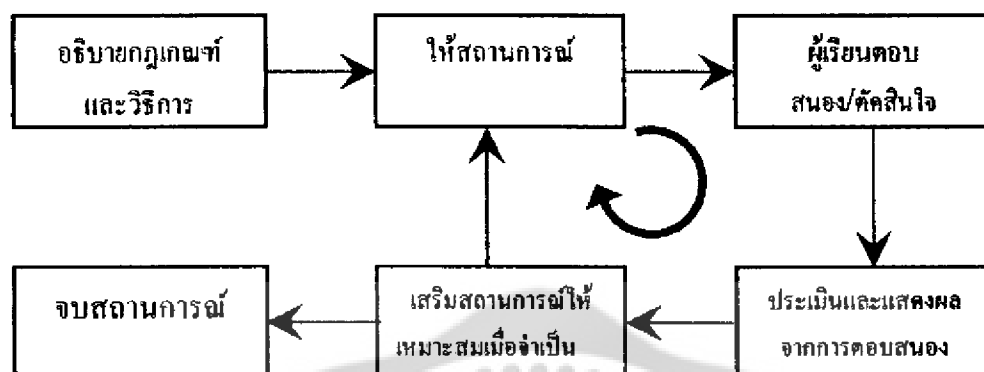 อธิบายกฎเกณฑ์
และวิธีการ
ให้สถานการณ์
ผู้เรียนตอบ
สนอง/ตัดสินใจ
จบสถานการณ์
เสริมสถานการณ์ให้
เหมาะสมเมื่อจำเป็น
ประเมินและแสดงผล
จากการตอบสนอง